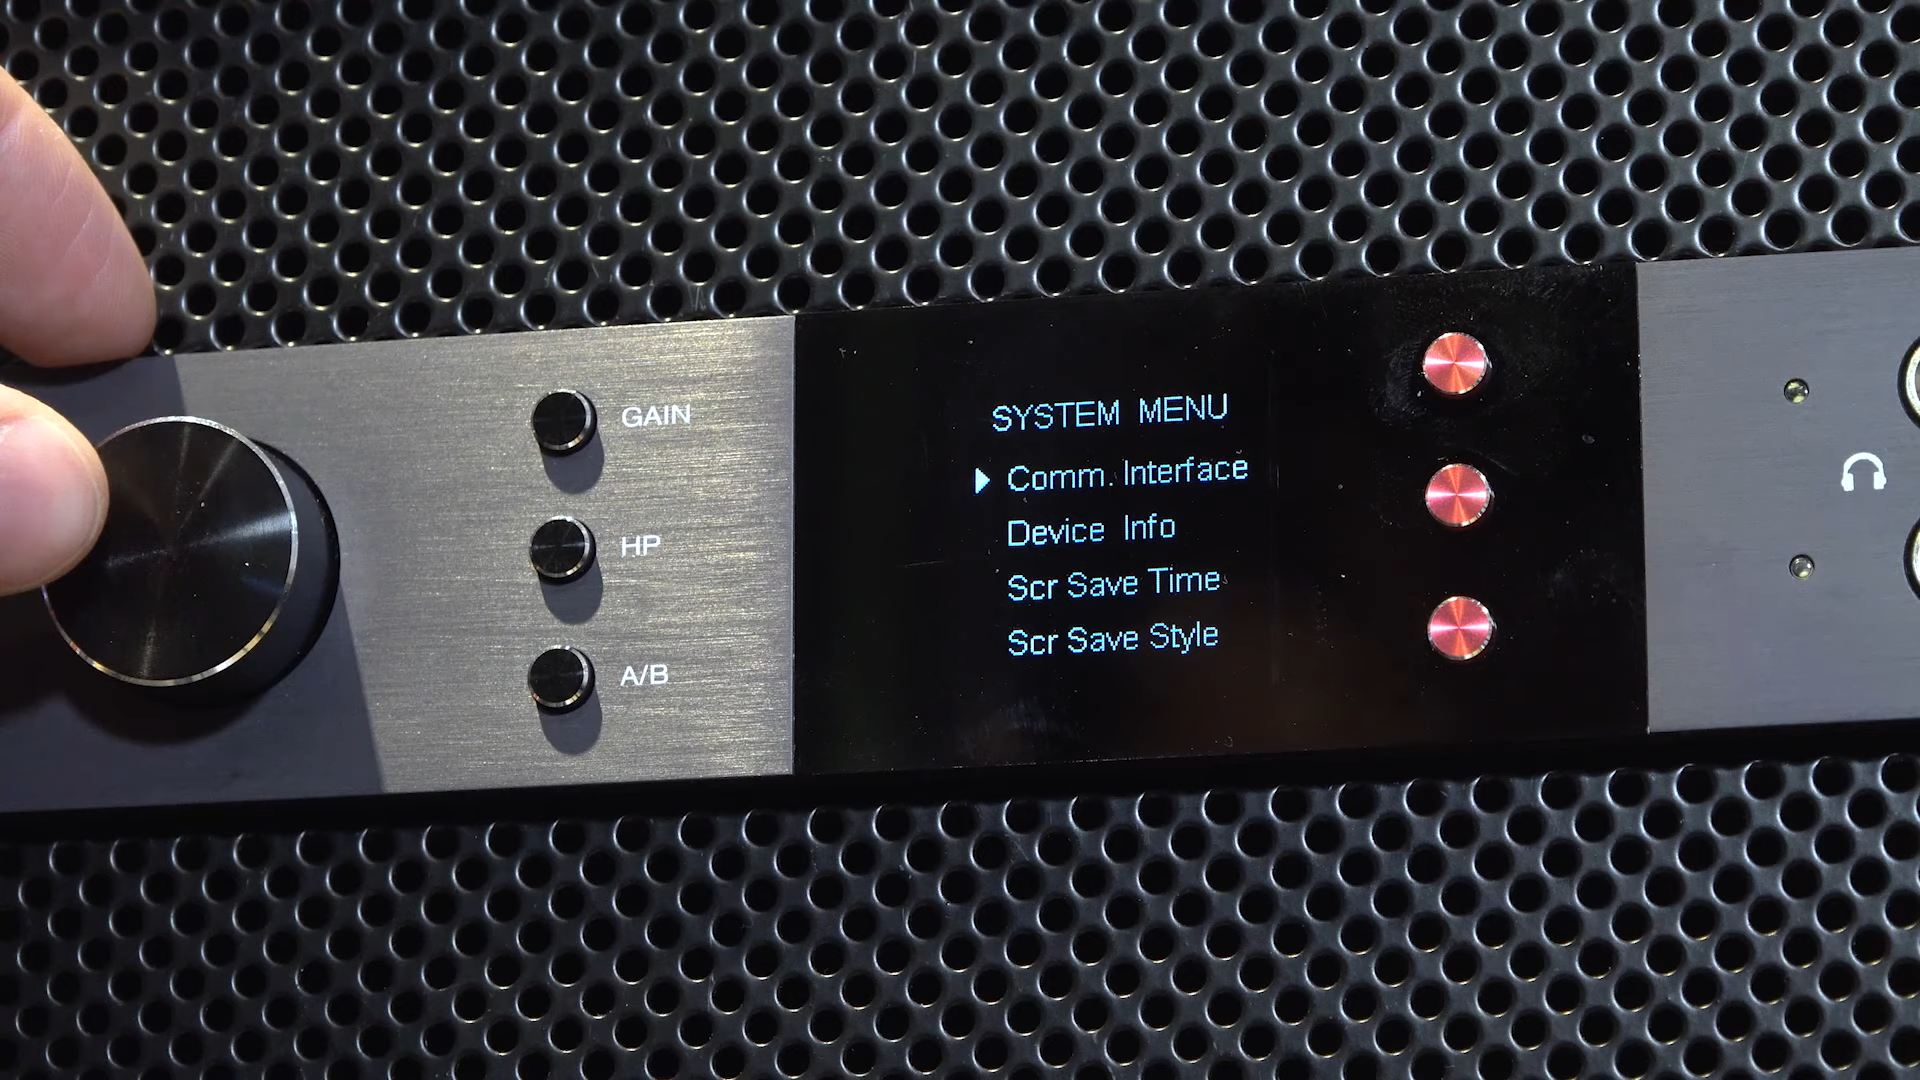 GAIN
HP
A/B
SYSTEM MENU
Comm. Interface
Device Info
Scr Save Time
Scr Save Style